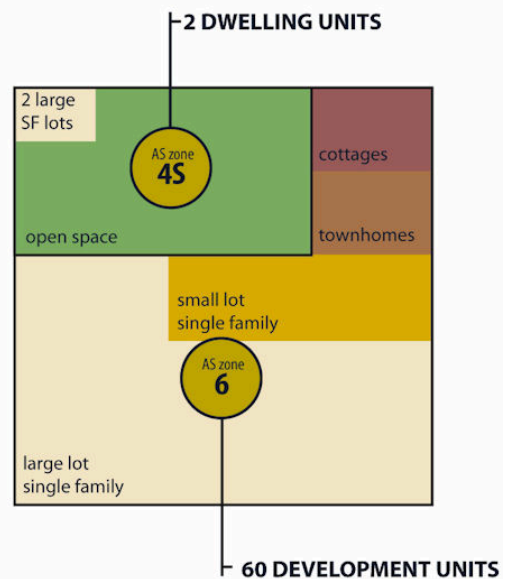 2 DWELLING UNITS
2 large
SF lots
AS zone
4S
cottages
open space
townhomes
small lot
single family
AS zone
6
large lot
single family
60 DEVELOPMENT UNITS